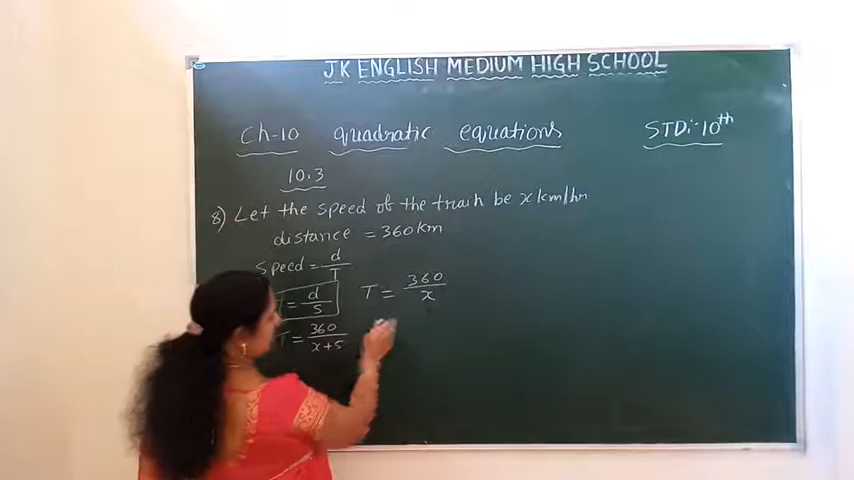 JK ENGLISH MEDIUM HIGH SCHOOL
Ch-10 quadratic equations STD:-10th
10.3
8) Let the speed of the train be x km/hr
distance = 360km
speed = d/T
= d/S T = 360/x
T = 360/x+5